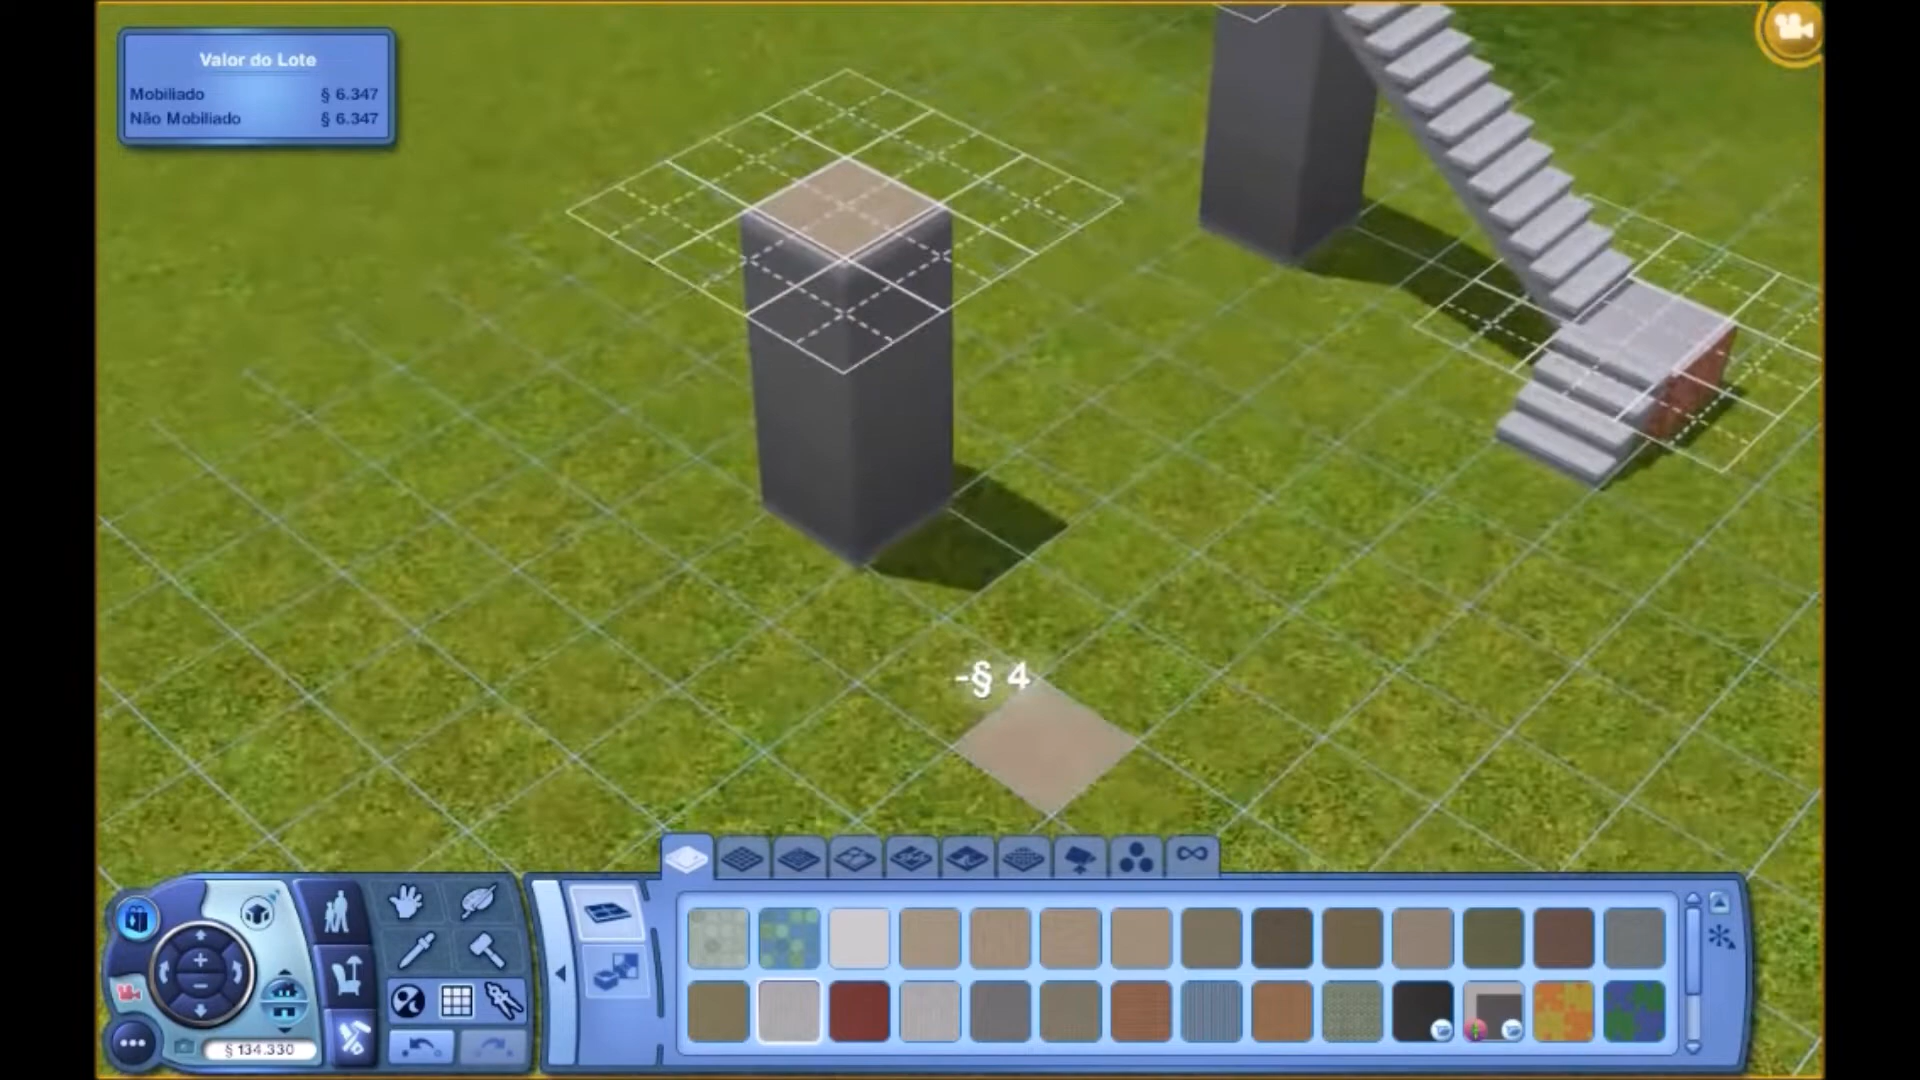 Valor do Lote
Mobiliado § 6.347
Não Mobiliado § 6.347
-§ 4
§ 134.330